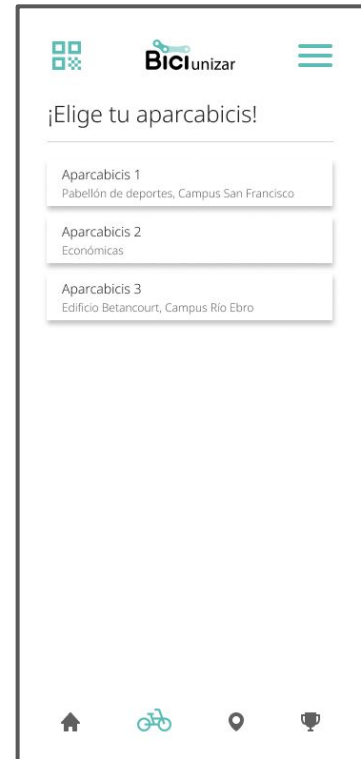 BICIunizar
¡Elige tu aparcabicis!
Aparcabicis 1
Pabellón de deportes, Campus San Francisco
Aparcabicis 2
Económicas
Aparcabicis 3
Edificio Betancourt, Campus Río Ebro